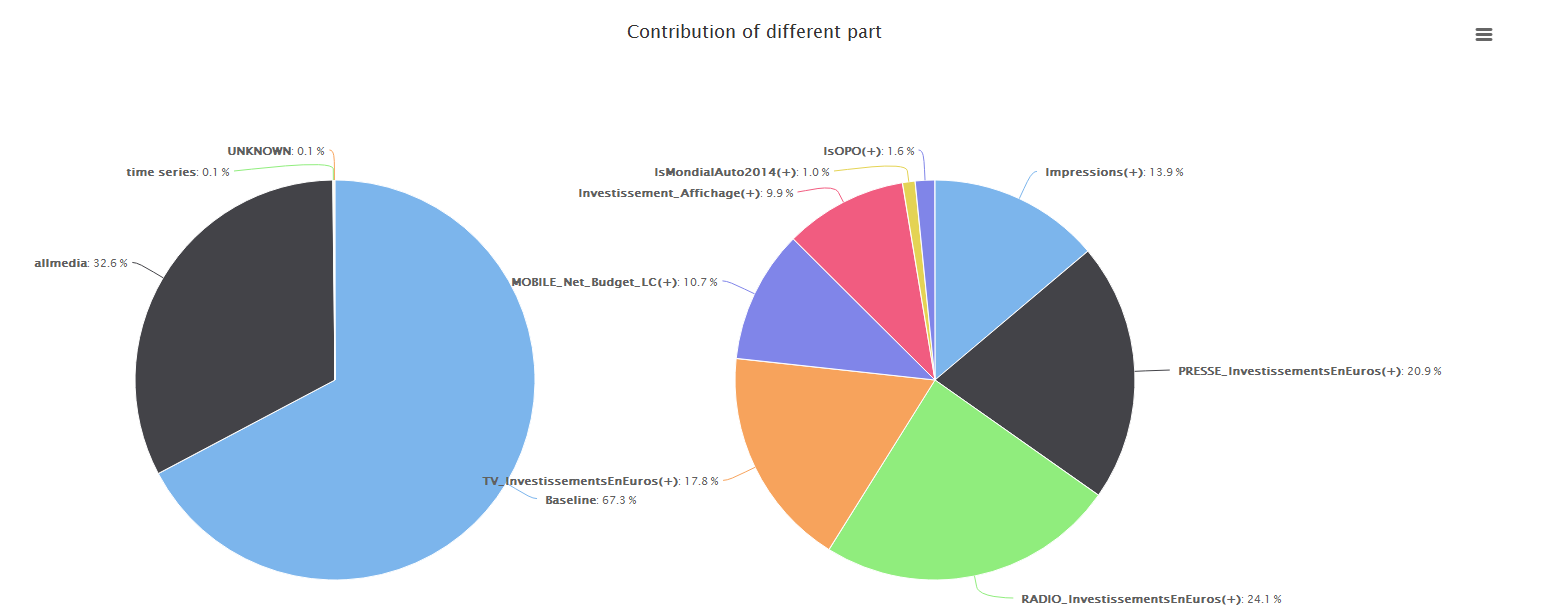 Contribution of different part
UNKNOWN: 0.1 %
time series: 0.1 %
allmedia: 32.6 %
Baseline: 67.3 %
IsOPO(+): 1.6 %
IsMondialAuto2014(+): 1.0 %
Investissement_Affichage(+): 9.9 %
MOBILE_Net_Budget_LC(+): 10.7 %
TV_InvestissementsEnEuros(+): 17.8 %
Impressions(+): 13.9 %
PRESSE_InvestissementsEnEuros(+): 20.9 %
RADIO_InvestissementsEnEuros(+): 24.1 %